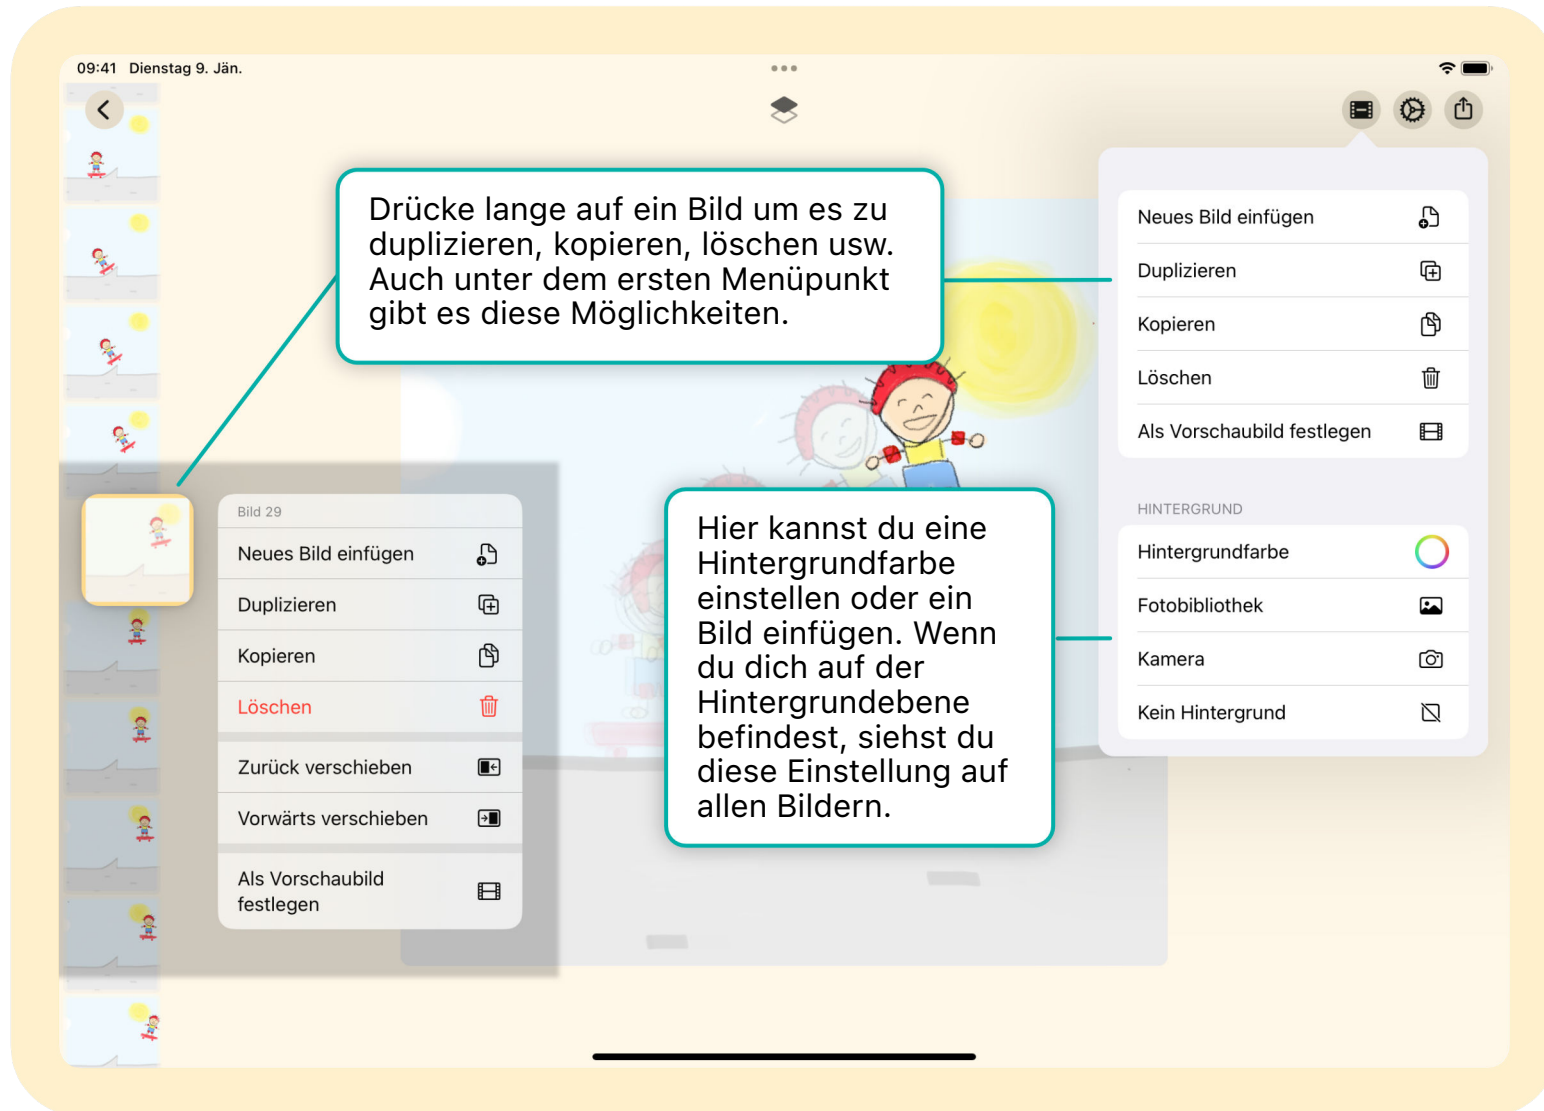 09:41 Dienstag 9. Jän.
Drücke lange auf ein Bild um es zu
duplizieren, kopieren, löschen usw.
Auch unter dem ersten Menüpunkt
gibt es diese Möglichkeiten.
Neues Bild einfügen
Duplizieren
Kopieren
Löschen
Als Vorschaubild festlegen
HINTERGRUND
Hintergrundfarbe
Fotobibliothek
Kamera
Kein Hintergrund
Bild 29
Neues Bild einfügen
Duplizieren
Kopieren
Löschen
Zurück verschieben
Vorwärts verschieben
Als Vorschaubild
festlegen
Hier kannst du eine
Hintergrundfarbe
einstellen oder ein
Bild einfügen. Wenn
du dich auf der
Hintergrundebene
befindest, siehst du
diese Einstellung auf
allen Bildern.